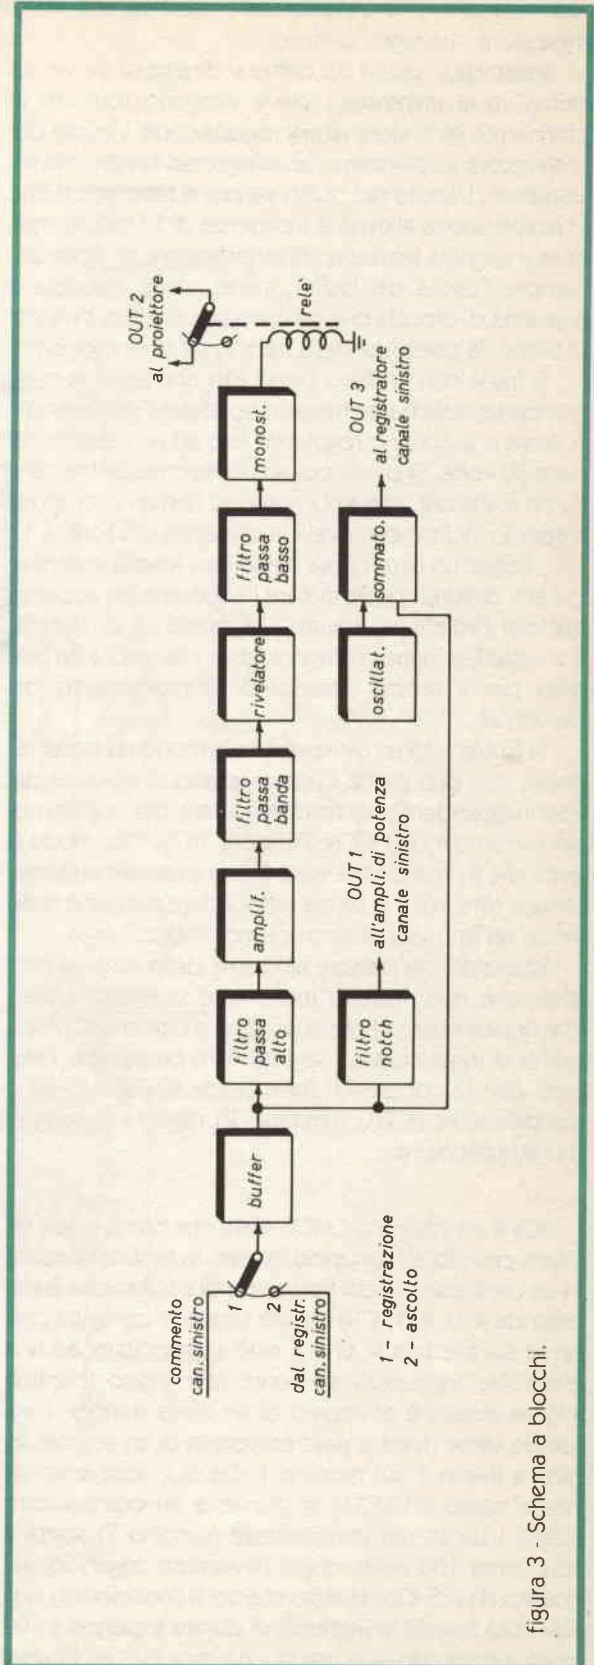 commento
can. sinistro
1
2
dal registr.
can. sinistro
1 - registrazione
2 - ascolto
buffer
filtro
passa
alto
amplif.
filtro
passa
banda
rivelatore
filtro
passa
basso
monost.
relè
OUT 2
al proiettore
filtro
notch
OUT 1
all'ampli. di potenza
canale sinistro
oscillat.
sommato.
OUT 3
al registratore
canale sinistro
figura 3 - Schema a blocchi.